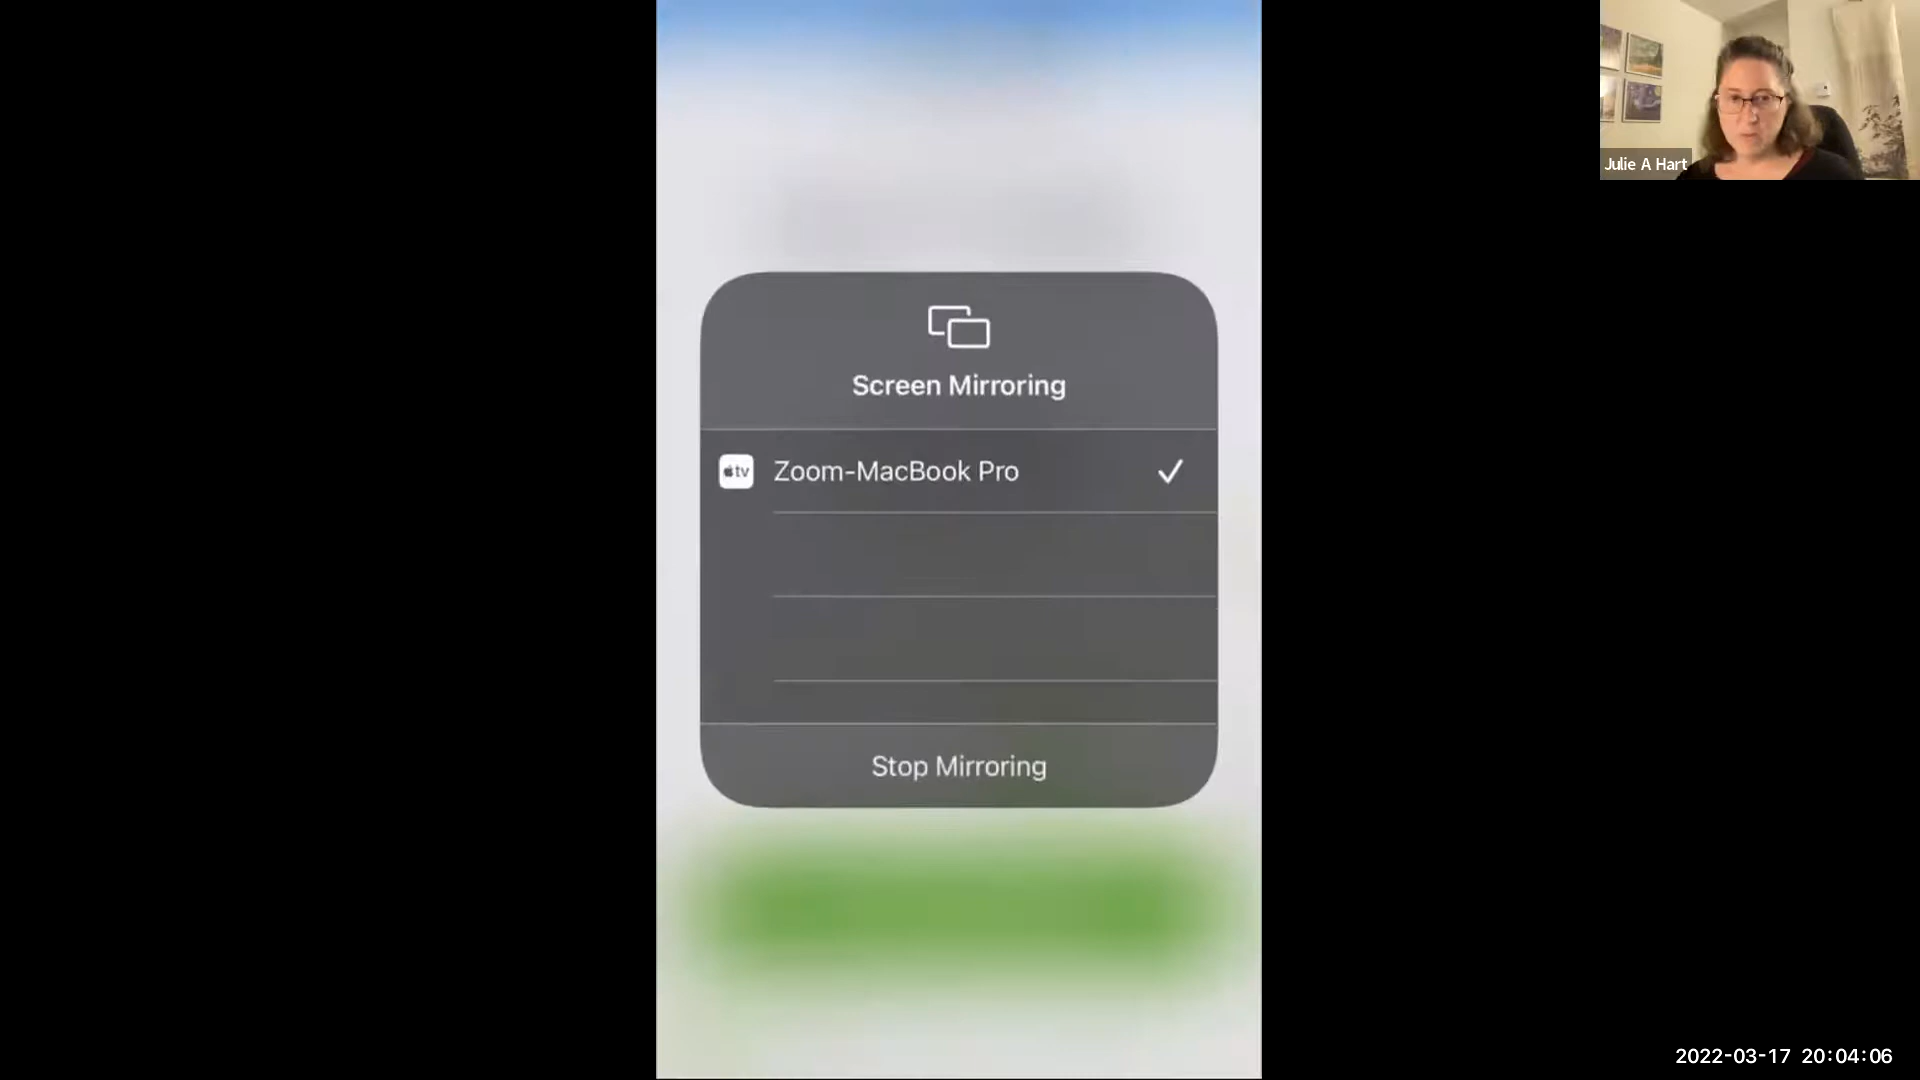 Screen Mirroring
tv Zoom-MacBook Pro
Stop Mirroring
Julie A Hart
2022-03-17 20:04:06